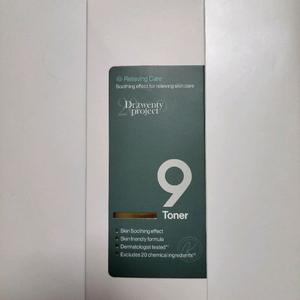 Relieving Care
Soothing effect for relieving skin care
Dr.twenty
project
9
Toner
Skin Soothing effect
Skin friendly formula
Dermatologist tested
Excludes 20 chemical ingredients